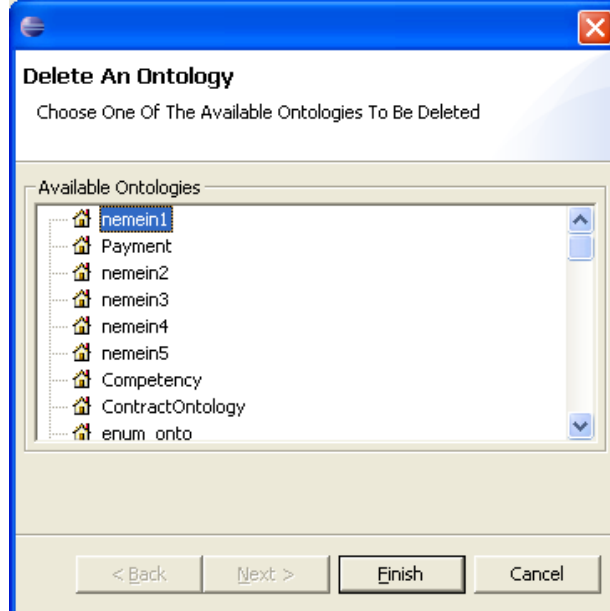 Delete An Ontology
Choose One Of The Available Ontologies To Be Deleted
Available Ontologies
nemein1
Payment
nemein2
nemein3
nemein4
nemein5
Competency
ContractOntology
enum_onto
< Back Next > Finish Cancel